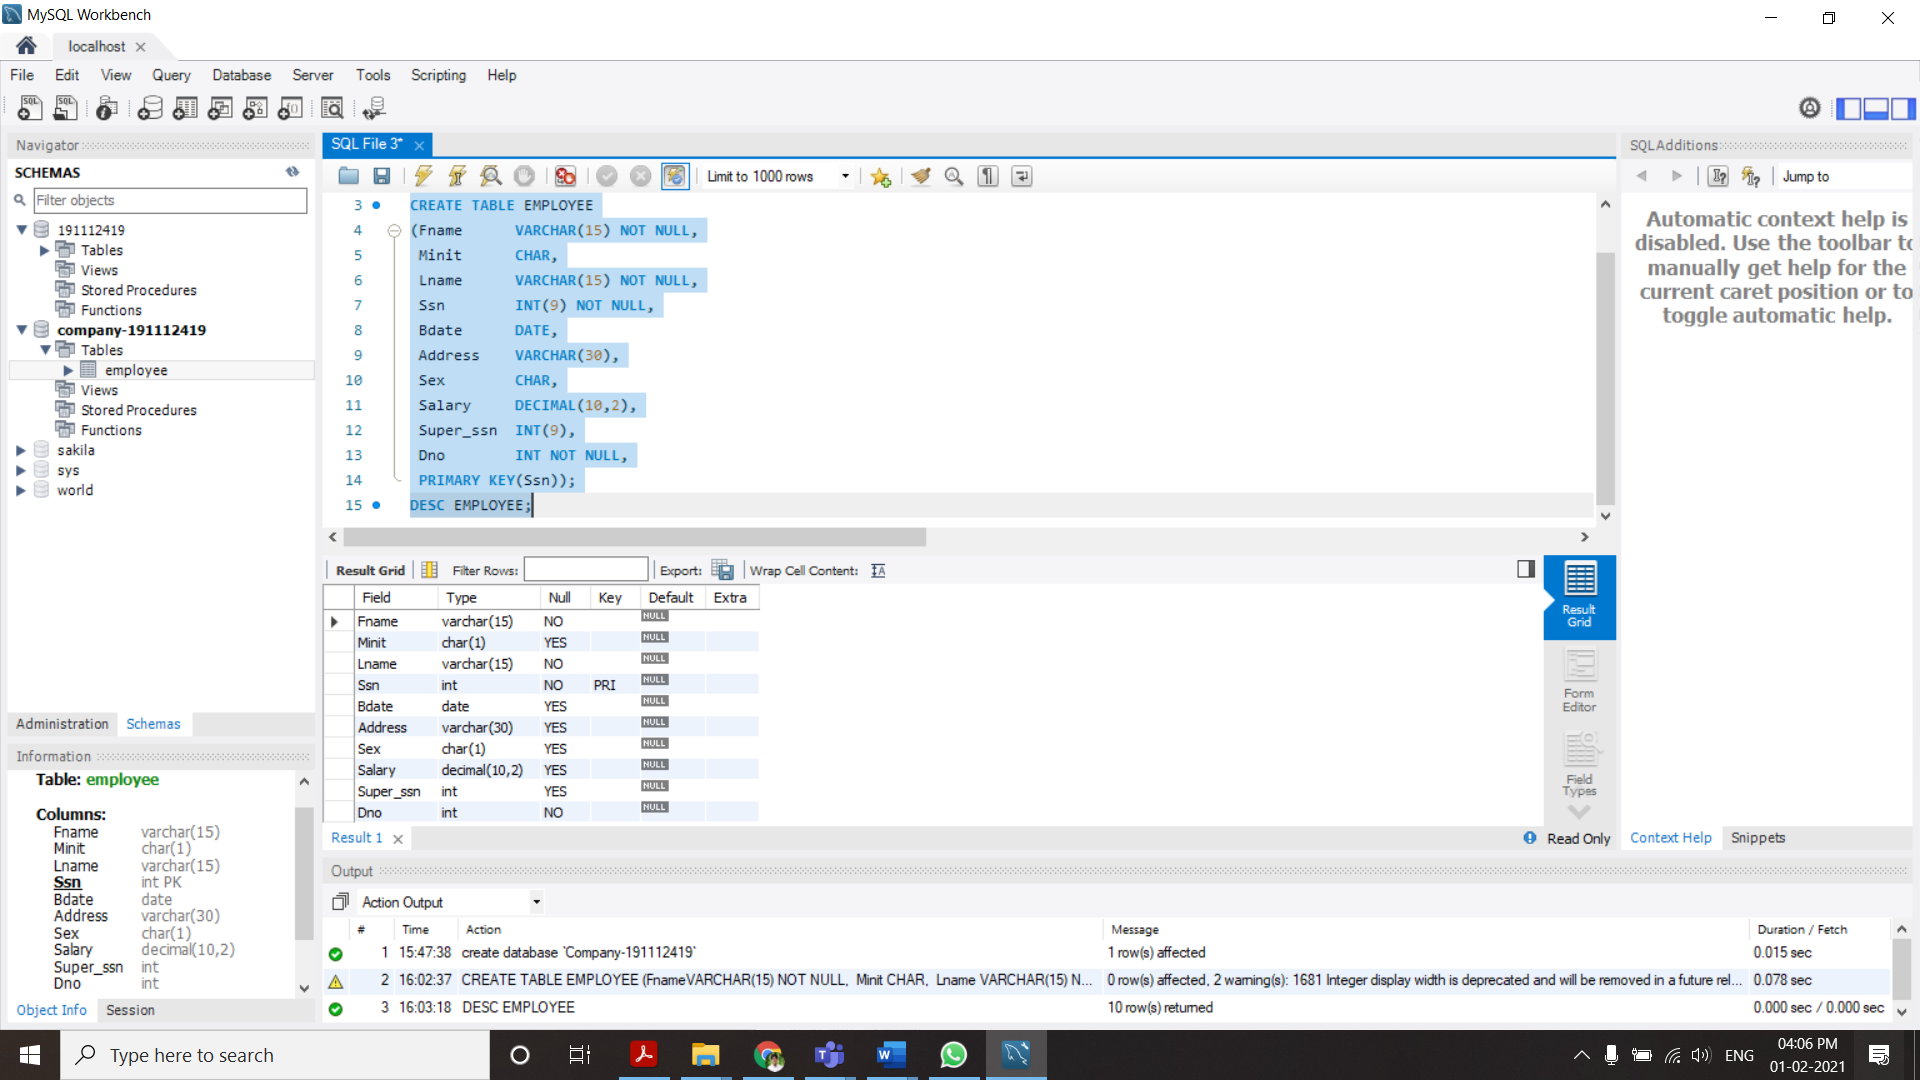 MySQL Workbench
localhost
File Edit View Query Database Server Tools Scripting Help
Navigator
SCHEMAS
Filter objects
191112419
Tables
Views
Stored Procedures
Functions
company-191112419
Tables
employee
Views
Stored Procedures
Functions
sakila
sys
world
Administration Schemas
Information
Table: employee
Columns:
Fname varchar(15)
Minit char(1)
Lname varchar(15)
Ssn int PK
Bdate date
Address varchar(30)
Sex char(1)
Salary decimal(10,2)
Super_ssn int
Dno int
Object Info Session
SQL File 3*
Limit to 1000 rows
3 CREATE TABLE EMPLOYEE
4 (Fname VARCHAR(15) NOT NULL,
5 Minit CHAR,
6 Lname VARCHAR(15) NOT NULL,
7 Ssn INT(9) NOT NULL,
8 Bdate DATE,
9 Address VARCHAR(30),
10 Sex CHAR,
11 Salary DECIMAL(10,2),
12 Super_ssn INT(9),
13 Dno INT NOT NULL,
14 PRIMARY KEY(Ssn));
15 DESC EMPLOYEE;
Result Grid Filter Rows: Export: Wrap Cell Content:
Field Type Null Key Default Extra
Fname varchar(15) NO NULL
Minit char(1) YES NULL
Lname varchar(15) NO NULL
Ssn int NO PRI NULL
Bdate date YES NULL
Address varchar(30) YES NULL
Sex char(1) YES NULL
Salary decimal(10,2) YES NULL
Super_ssn int YES NULL
Dno int NO NULL
Result Grid
Form Editor
Field Types
Result 1
Read Only
SQLAdditions
Jump to
Automatic context help is
disabled. Use the toolbar to
manually get help for the
current caret position or to
toggle automatic help.
Context Help Snippets
Output
Action Output
# Time Action Message Duration / Fetch
1 15:47:38 create database `Company-191112419` 1 row(s) affected 0.015 sec
2 16:02:37 CREATE TABLE EMPLOYEE (FnameVARCHAR(15) NOT NULL, Minit CHAR, Lname VARCHAR(15) N... 0 row(s) affected, 2 warning(s): 1681 Integer display width is deprecated and will be removed in a future rel... 0.078 sec
3 16:03:18 DESC EMPLOYEE 10 row(s) returned 0.000 sec / 0.000 sec
Type here to search
ENG
04:06 PM
01-02-2021